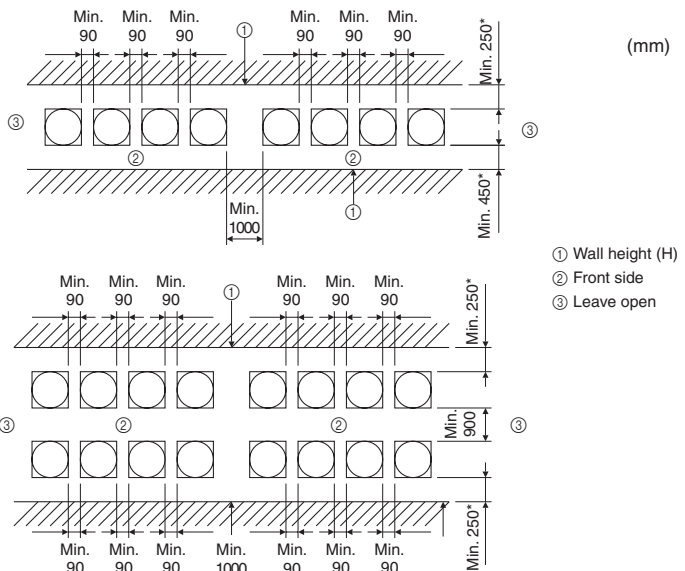 Min. Min. Min. Min. Min. Min.
90 90 90 ① 90 90 90
Min. 250*
(mm)
③ ③
② ②
Min. 450*
Min.
1000
①
① Wall height (H)
② Front side
③ Leave open
Min. Min. Min. Min. Min. Min.
90 90 90 ① 90 90 90
Min. 250*
③ ② ② Min. 900 ③
Min. 250*
Min. Min. Min. Min. Min. Min. Min.
90 90 90 1000 90 90 90